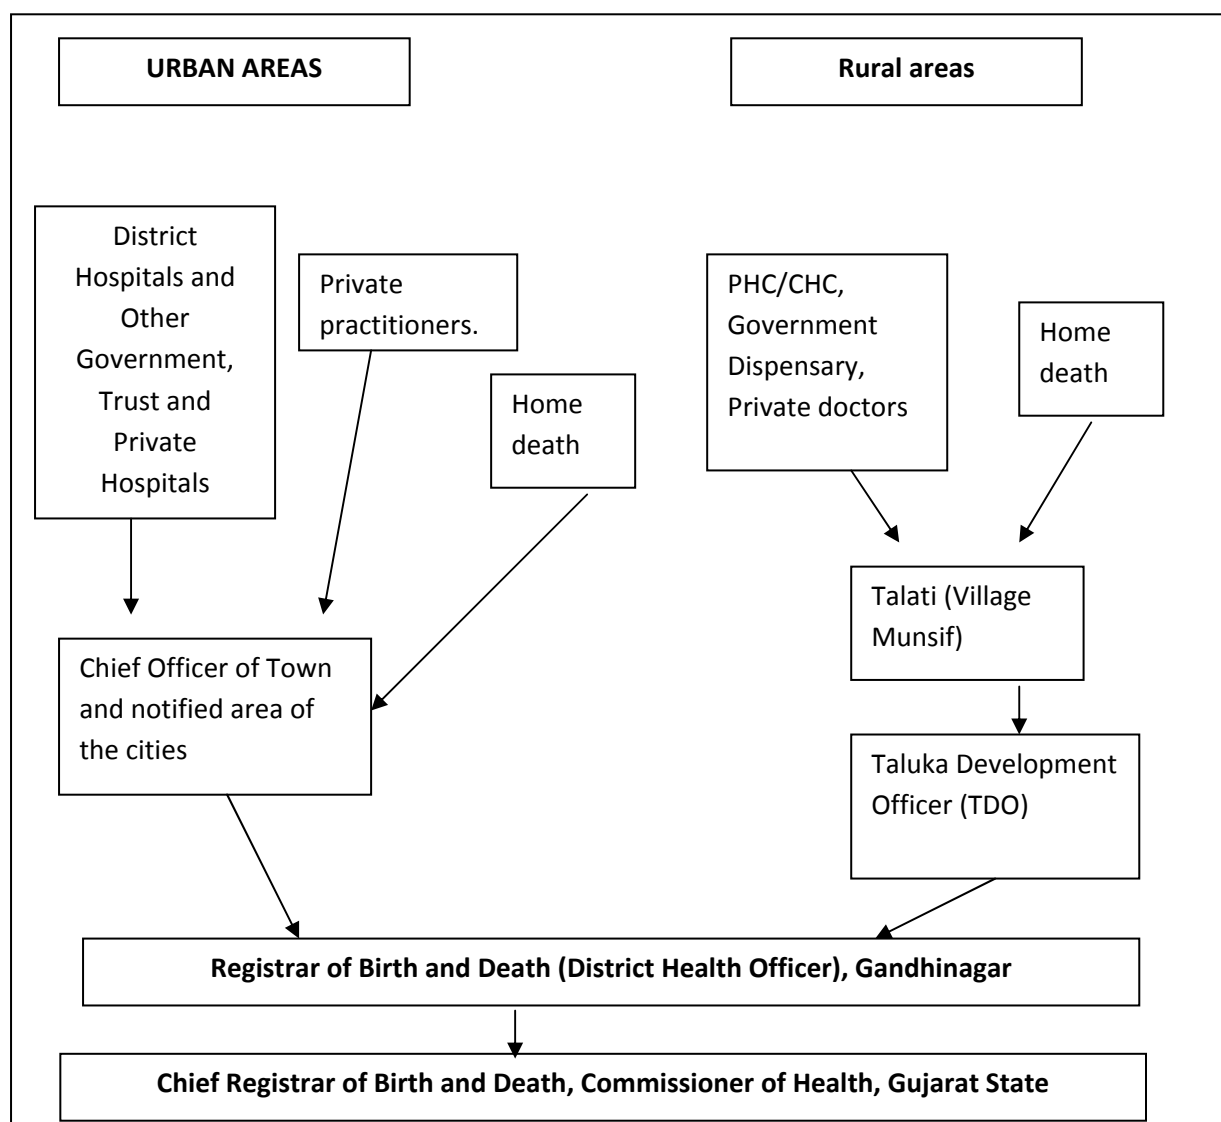 URBAN AREAS
Rural areas
District
Hospitals and
Other
Government,
Trust and
Private
Hospitals
Private
practitioners.
Home
death
PHC/CHC,
Government
Dispensary,
Private doctors
Home
death
Chief Officer of Town
and notified area of
the cities
Talati (Village
Munsif)
Taluka Development
Officer (TDO)
Registrar of Birth and Death (District Health Officer), Gandhinagar
Chief Registrar of Birth and Death, Commissioner of Health, Gujarat State